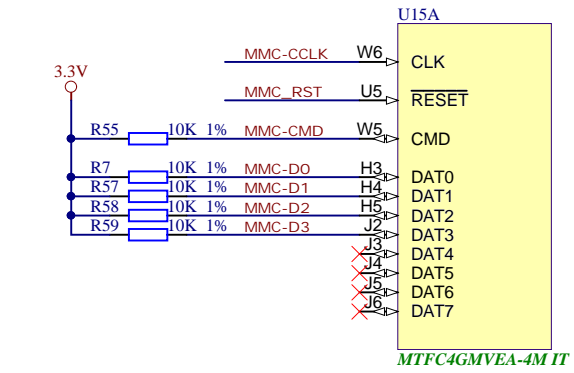 U15A
MMC-CCLK W6 CLK
3.3V
MMC_RST U5 RESET
R55 10K 1% MMC-CMD W5 CMD
R7 10K 1% MMC-D0 H3 DAT0
R57 10K 1% MMC-D1 H4 DAT1
R58 10K 1% MMC-D2 H5 DAT2
R59 10K 1% MMC-D3 J2 DAT3
J3 DAT4
J4 DAT5
J5 DAT6
J6 DAT7
MTFC4GMVEA-4M IT